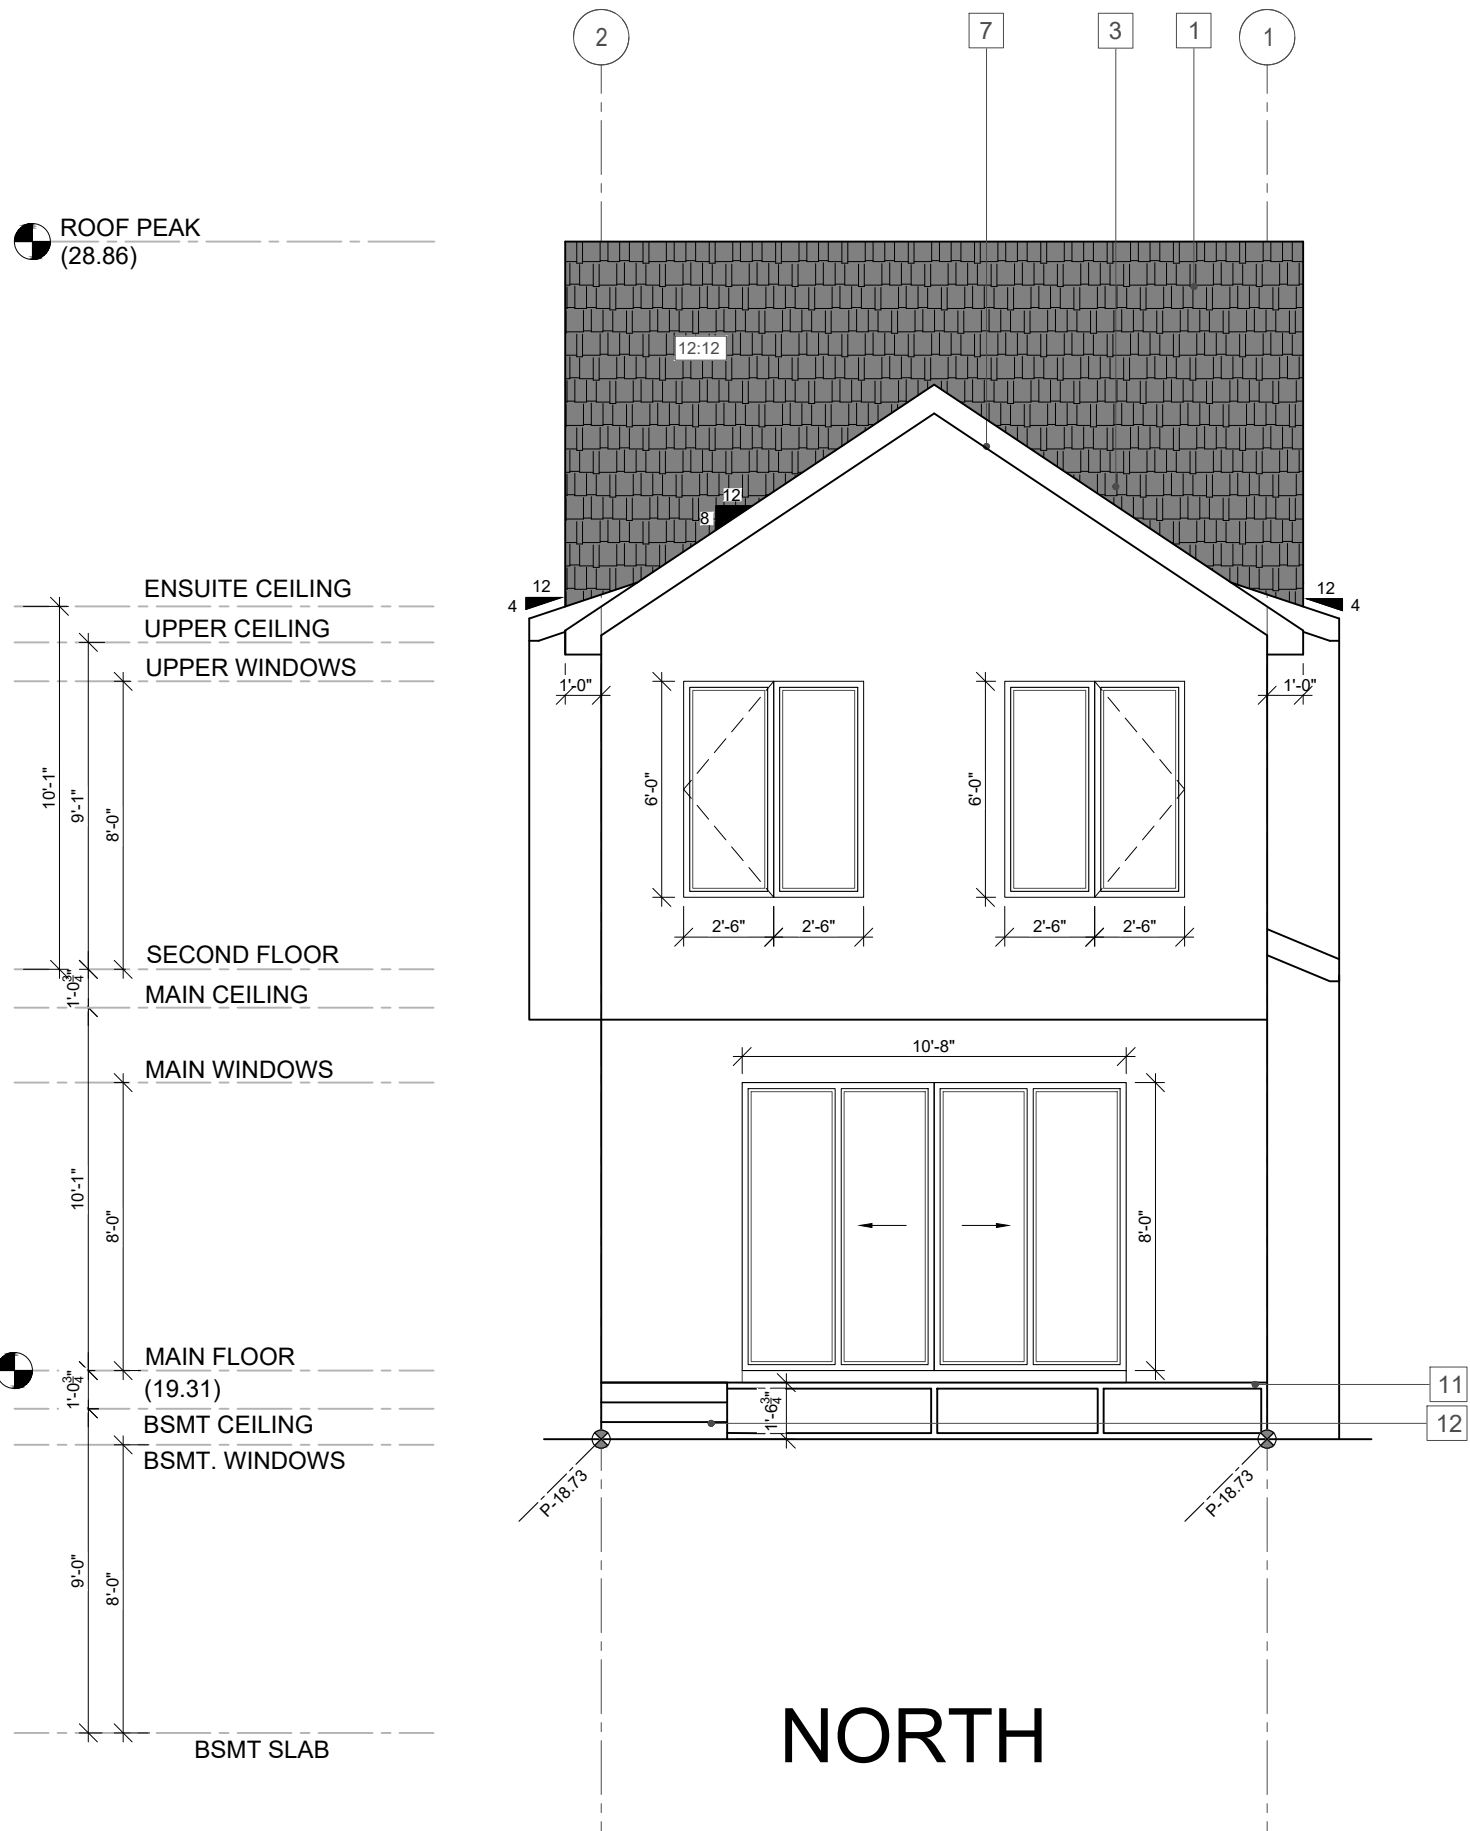 2
7
3
1
1
ROOF PEAK
(28.86)
12:12
12
8
ENSUITE CEILING
12
4
12
4
UPPER CEILING
UPPER WINDOWS
1'-0"
1'-0"
10'-1"
9'-1"
8'-0"
6'-0"
6'-0"
2'-6"
2'-6"
2'-6"
2'-6"
SECOND FLOOR
1'-0¾"
MAIN CEILING
10'-8"
MAIN WINDOWS
10'-1"
8'-0"
8'-0"
MAIN FLOOR
(19.31)
1'-0¾"
BSMT CEILING
BSMT. WINDOWS
1'-6¾"
11
12
P-18.73
P-18.73
9'-0"
8'-0"
BSMT SLAB
NORTH